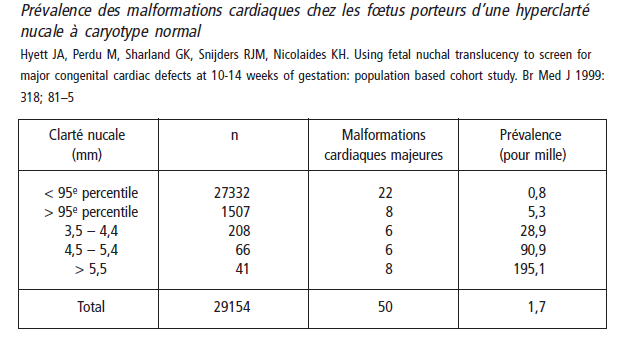 Prévalence des malformations cardiaques chez les fœtus porteurs d'une hyperclarté
nucale à caryotype normal
Hyett JA, Perdu M, Sharland GK, Snijders RJM, Nicolaides KH. Using fetal nuchal translucency to screen for
major congenital cardiac defects at 10-14 weeks of gestation: population based cohort study. Br Med J 1999:
318; 81–5
Clarté nucale (mm) n Malformations cardiaques majeures Prévalence (pour mille)
< 95e percentile 27332 22 0,8
> 95e percentile 1507 8 5,3
3,5 – 4,4 208 6 28,9
4,5 – 5,4 66 6 90,9
> 5,5 41 8 195,1
Total 29154 50 1,7